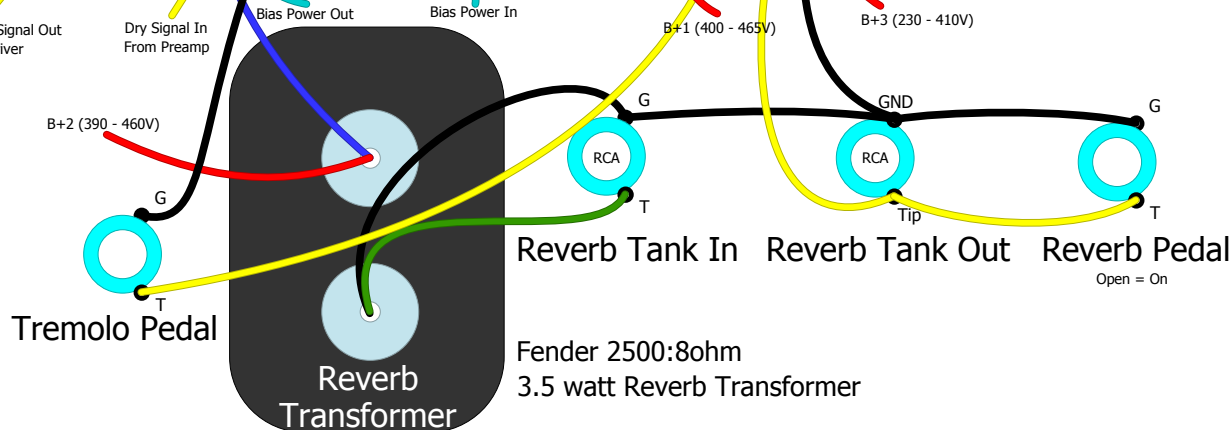 Signal Out
Dry Signal In
From Preamp
Bias Power Out
Bias Power In
B+1 (400 - 465V)
B+3 (230 - 410V)
B+2 (390 - 460V)
G
T
Tremolo Pedal
G
RCA
T
Reverb Tank In
GND
RCA
Tip
Reverb Tank Out
G
T
Reverb Pedal
Open = On
Reverb
Transformer
Fender 2500:8ohm
3.5 watt Reverb Transformer